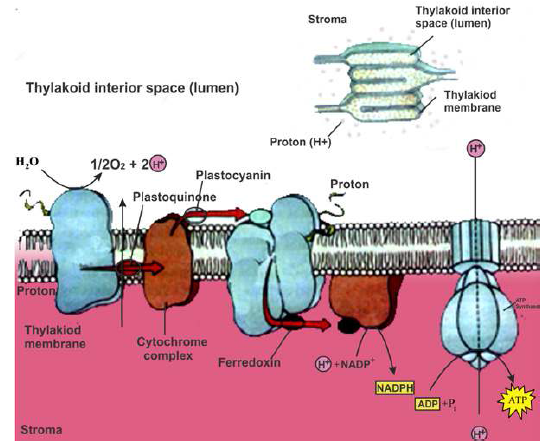 Stroma
Thylakoid interior
space (lumen)
Thylakiod
membrane
Proton (H+)
Thylakoid interior space (lumen)
H₂O
1/2O₂ + 2 H⁺
Plastocyanin
Plastoquinone
Proton
H⁺
Proton
Thylakiod
membrane
Cytochrome
complex
Ferredoxin
H⁺ +NADP⁺
NADPH
ADP +Pᵢ
ATP
H⁺
Stroma